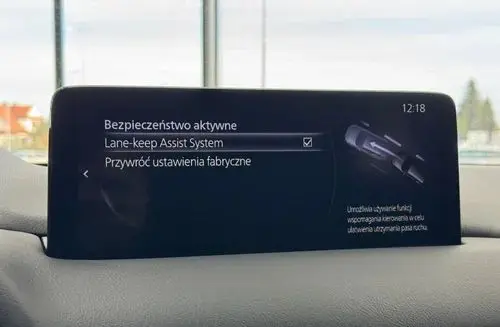 12:18
Bezpieczeństwo aktywne
Lane-keep Assist System
Przywróć ustawienia fabryczne
Umożliwia używanie funkcji
wspomagania kierowania w celu
ułatwienia utrzymania pasa ruchu.